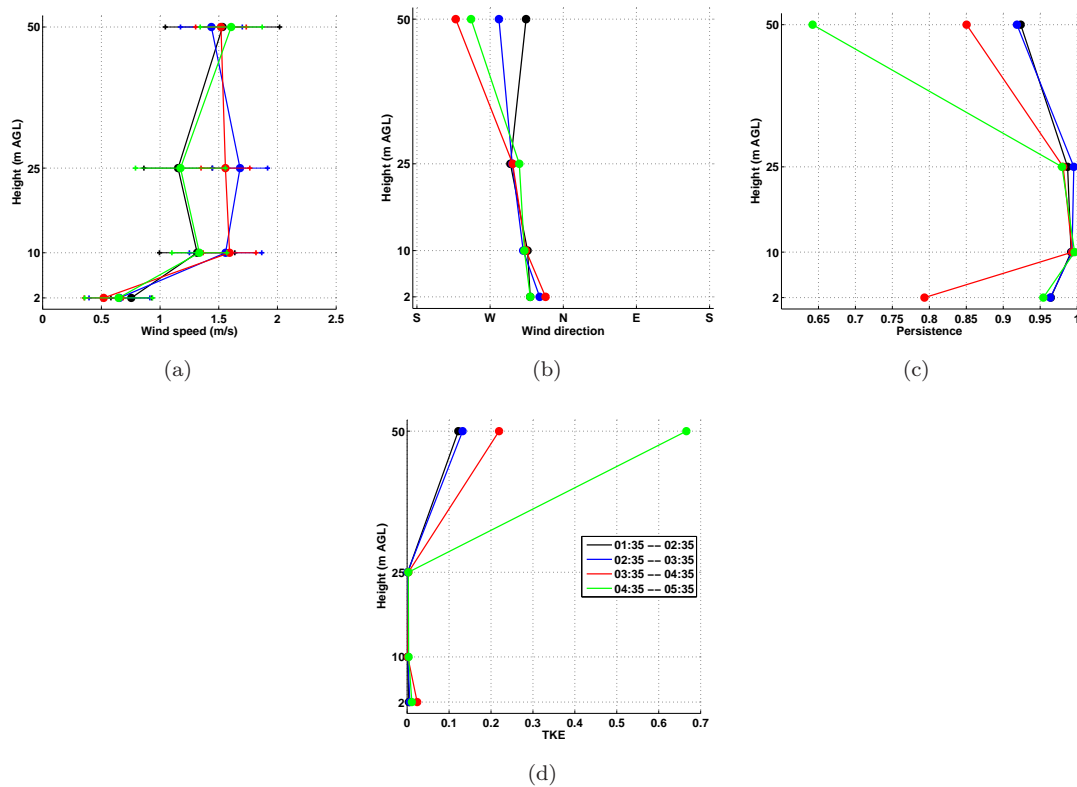 50
25
10
2
Height (m AGL)
0 0.5 1 1.5 2 2.5
Wind speed (m/s)
(a)
50
25
10
2
Height (m AGL)
S W N E S
Wind direction
(b)
50
25
10
2
Height (m AGL)
0.65 0.7 0.75 0.8 0.85 0.9 0.95 1
Persistence
(c)
50
25
10
2
Height (m AGL)
01:35 −− 02:35
02:35 −− 03:35
03:35 −− 04:35
04:35 −− 05:35
0 0.1 0.2 0.3 0.4 0.5 0.6 0.7
TKE
(d)